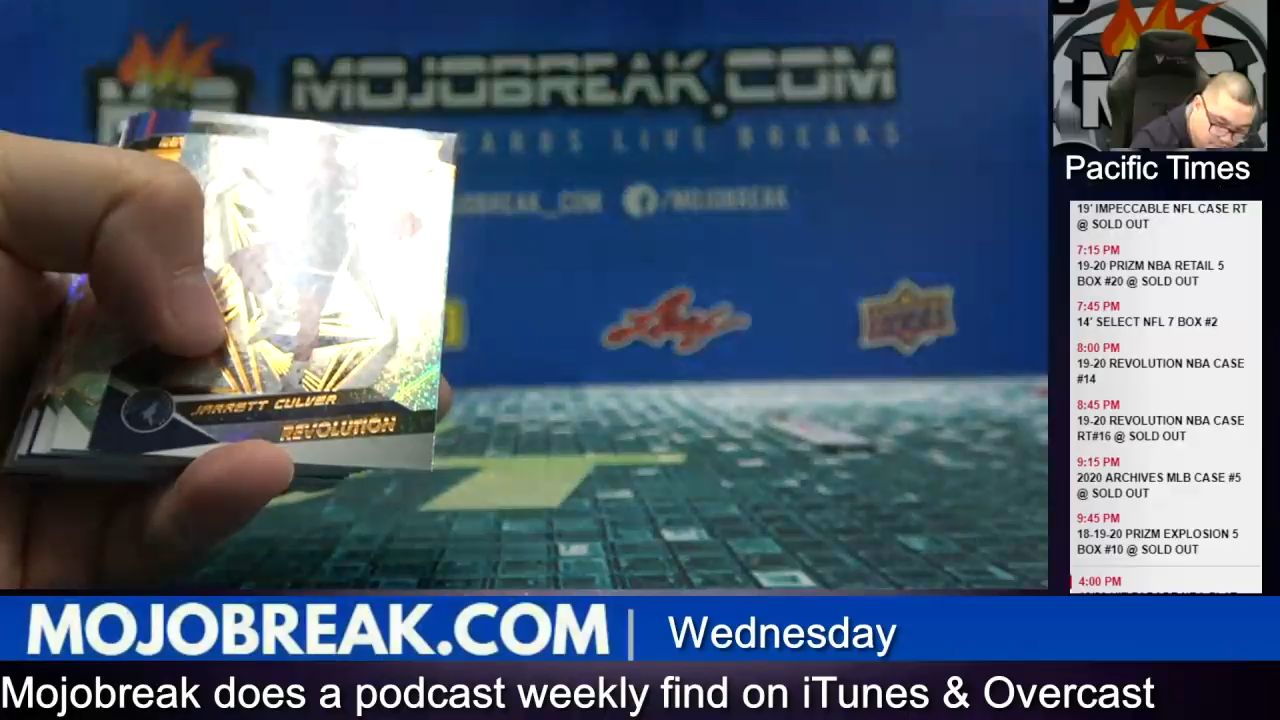 MOJOBREAK.COM
CARDS LIVE BREAKS
/MOJOBREAK
JARRETT CULVER
REVOLUTION
Pacific Times
19' IMPECCABLE NFL CASE RT
@ SOLD OUT
7:15 PM
19-20 PRIZM NBA RETAIL 5
BOX #20 @ SOLD OUT
7:45 PM
14' SELECT NFL 7 BOX #2
8:00 PM
19-20 REVOLUTION NBA CASE
#14
8:45 PM
19-20 REVOLUTION NBA CASE
RT#16 @ SOLD OUT
9:15 PM
2020 ARCHIVES MLB CASE #5
@ SOLD OUT
9:45 PM
18-19-20 PRIZM EXPLOSION 5
BOX #10 @ SOLD OUT
4:00 PM
MOJOBREAK.COM | Wednesday
Mojobreak does a podcast weekly find on iTunes & Overcast